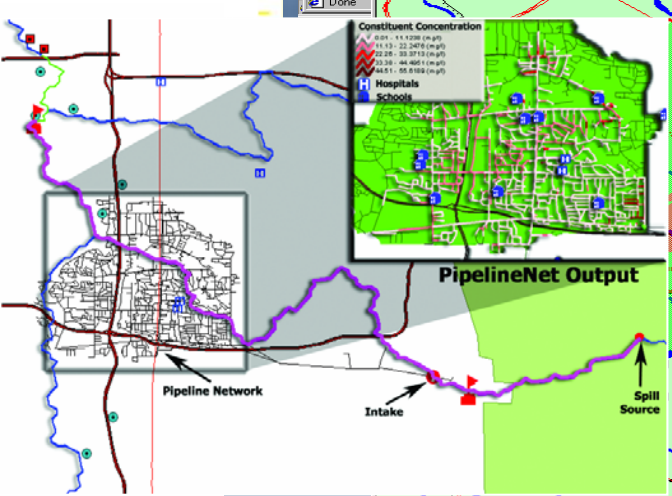 Done
Constituent Concentration
0.01 - 11.1238 (mg/l)
11.13 - 22.2476 (mg/l)
22.25 - 33.3713 (mg/l)
33.38 - 44.4951 (mg/l)
44.51 - 55.6189 (mg/l)
H Hospitals
Schools
H
H
H
H
PipelineNet Output
Pipeline Network
Intake
Spill
Source